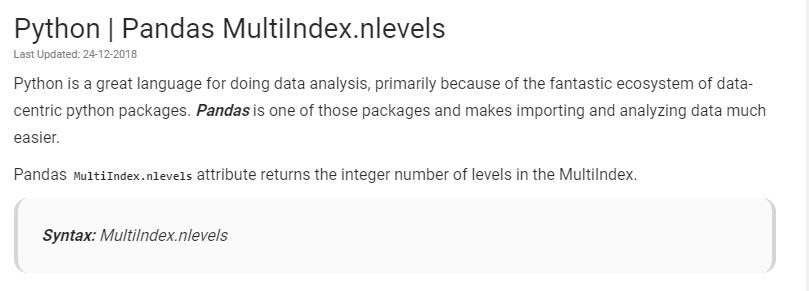 Python | Pandas MultiIndex.nlevels
Last Updated: 24-12-2018
Python is a great language for doing data analysis, primarily because of the fantastic ecosystem of data-
centric python packages. Pandas is one of those packages and makes importing and analyzing data much
easier.
Pandas MultiIndex.nlevels attribute returns the integer number of levels in the MultiIndex.
Syntax: MultiIndex.nlevels